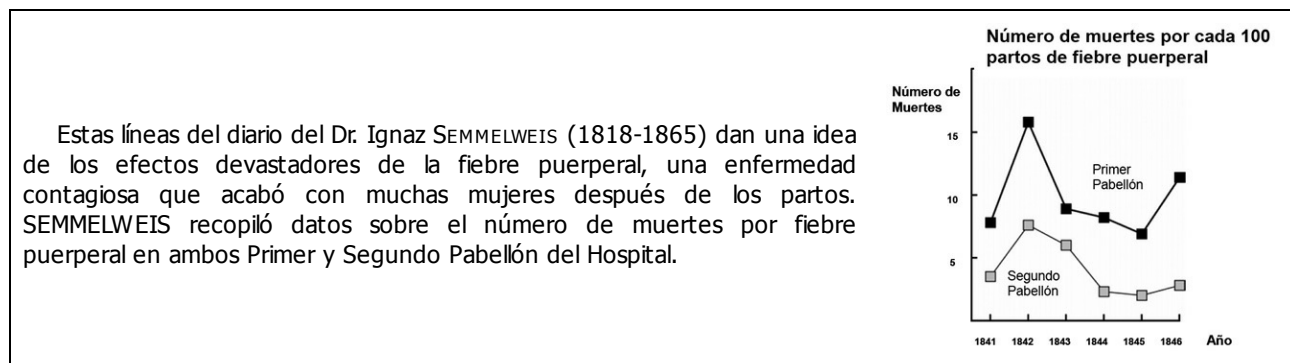 Estas líneas del diario del Dr. Ignaz SEMMELWEIS (1818-1865) dan una idea
de los efectos devastadores de la fiebre puerperal, una enfermedad
contagiosa que acabó con muchas mujeres después de los partos.
SEMMELWEIS recopiló datos sobre el número de muertes por fiebre
puerperal en ambos Primer y Segundo Pabellón del Hospital.
Número de muertes por cada 100
partos de fiebre puerperal
Número de
Muertes
15
10
5
Primer
Pabellón
Segundo
Pabellón
1841 1842 1843 1844 1845 1846 Año